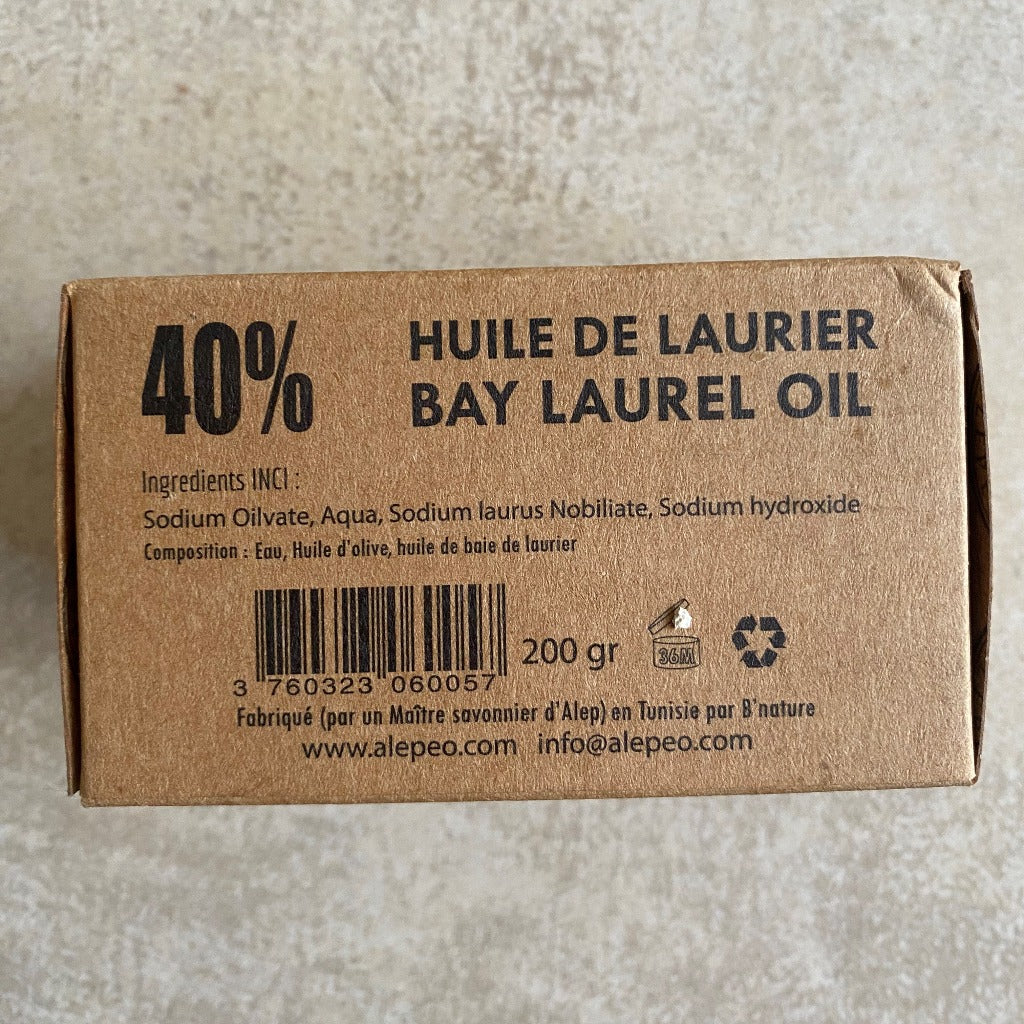 40%
HUILE DE LAURIER
BAY LAUREL OIL
Ingredients INCI :
Sodium Oilvate, Aqua, Sodium laurus Nobiliate, Sodium hydroxide
Composition : Eau, Huile d'olive, huile de baie de laurier
3 760323 060057
200 gr
36M
Fabriqué (par un Maître savonnier d'Alep) en Tunisie par B'nature
www.alepeo.com info@alepeo.com